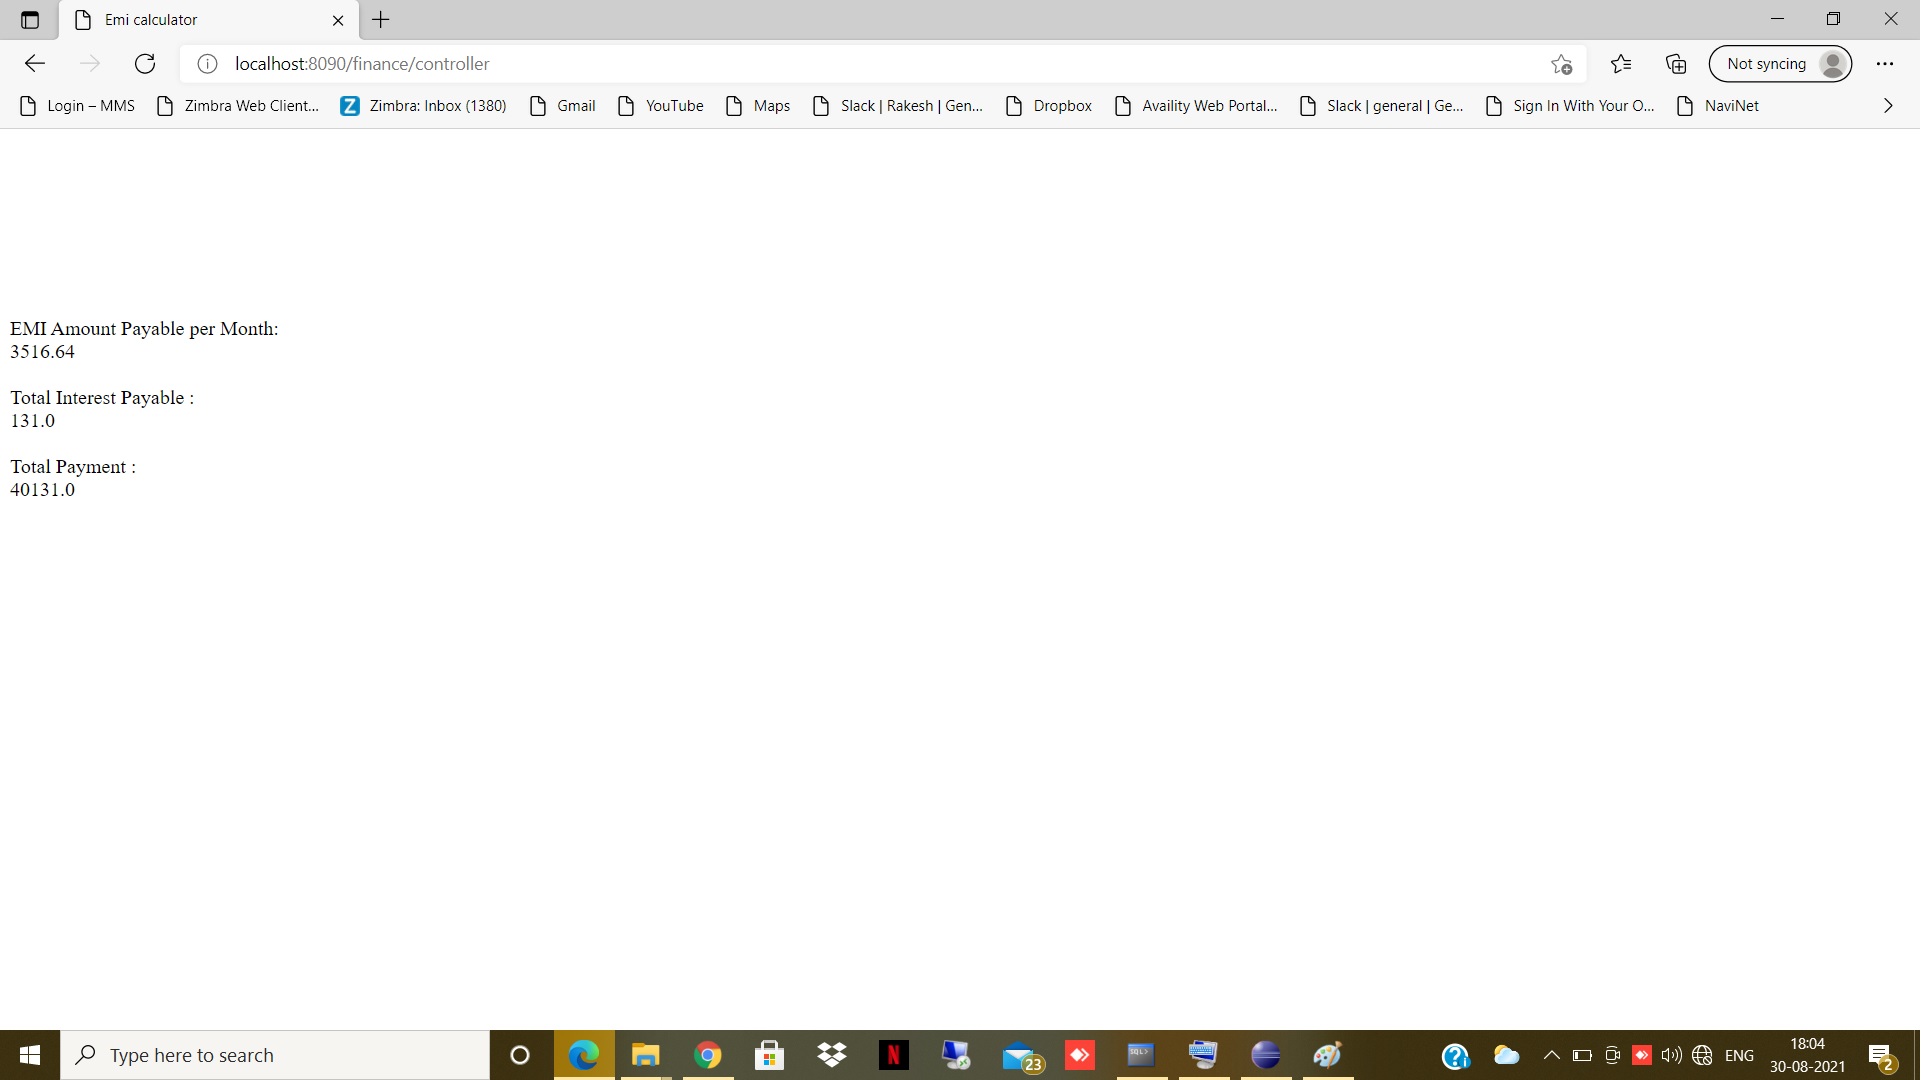 Emi calculator
localhost:8090/finance/controller
Not syncing
Login – MMS
Zimbra Web Client...
Z
Zimbra: Inbox (1380)
Gmail
YouTube
Maps
Slack | Rakesh | Gen...
Dropbox
Availity Web Portal...
Slack | general | Ge...
Sign In With Your O...
NaviNet
EMI Amount Payable per Month:
3516.64
Total Interest Payable :
131.0
Total Payment :
40131.0
Type here to search
N
23
SQL>
ENG
18:04
30-08-2021
2